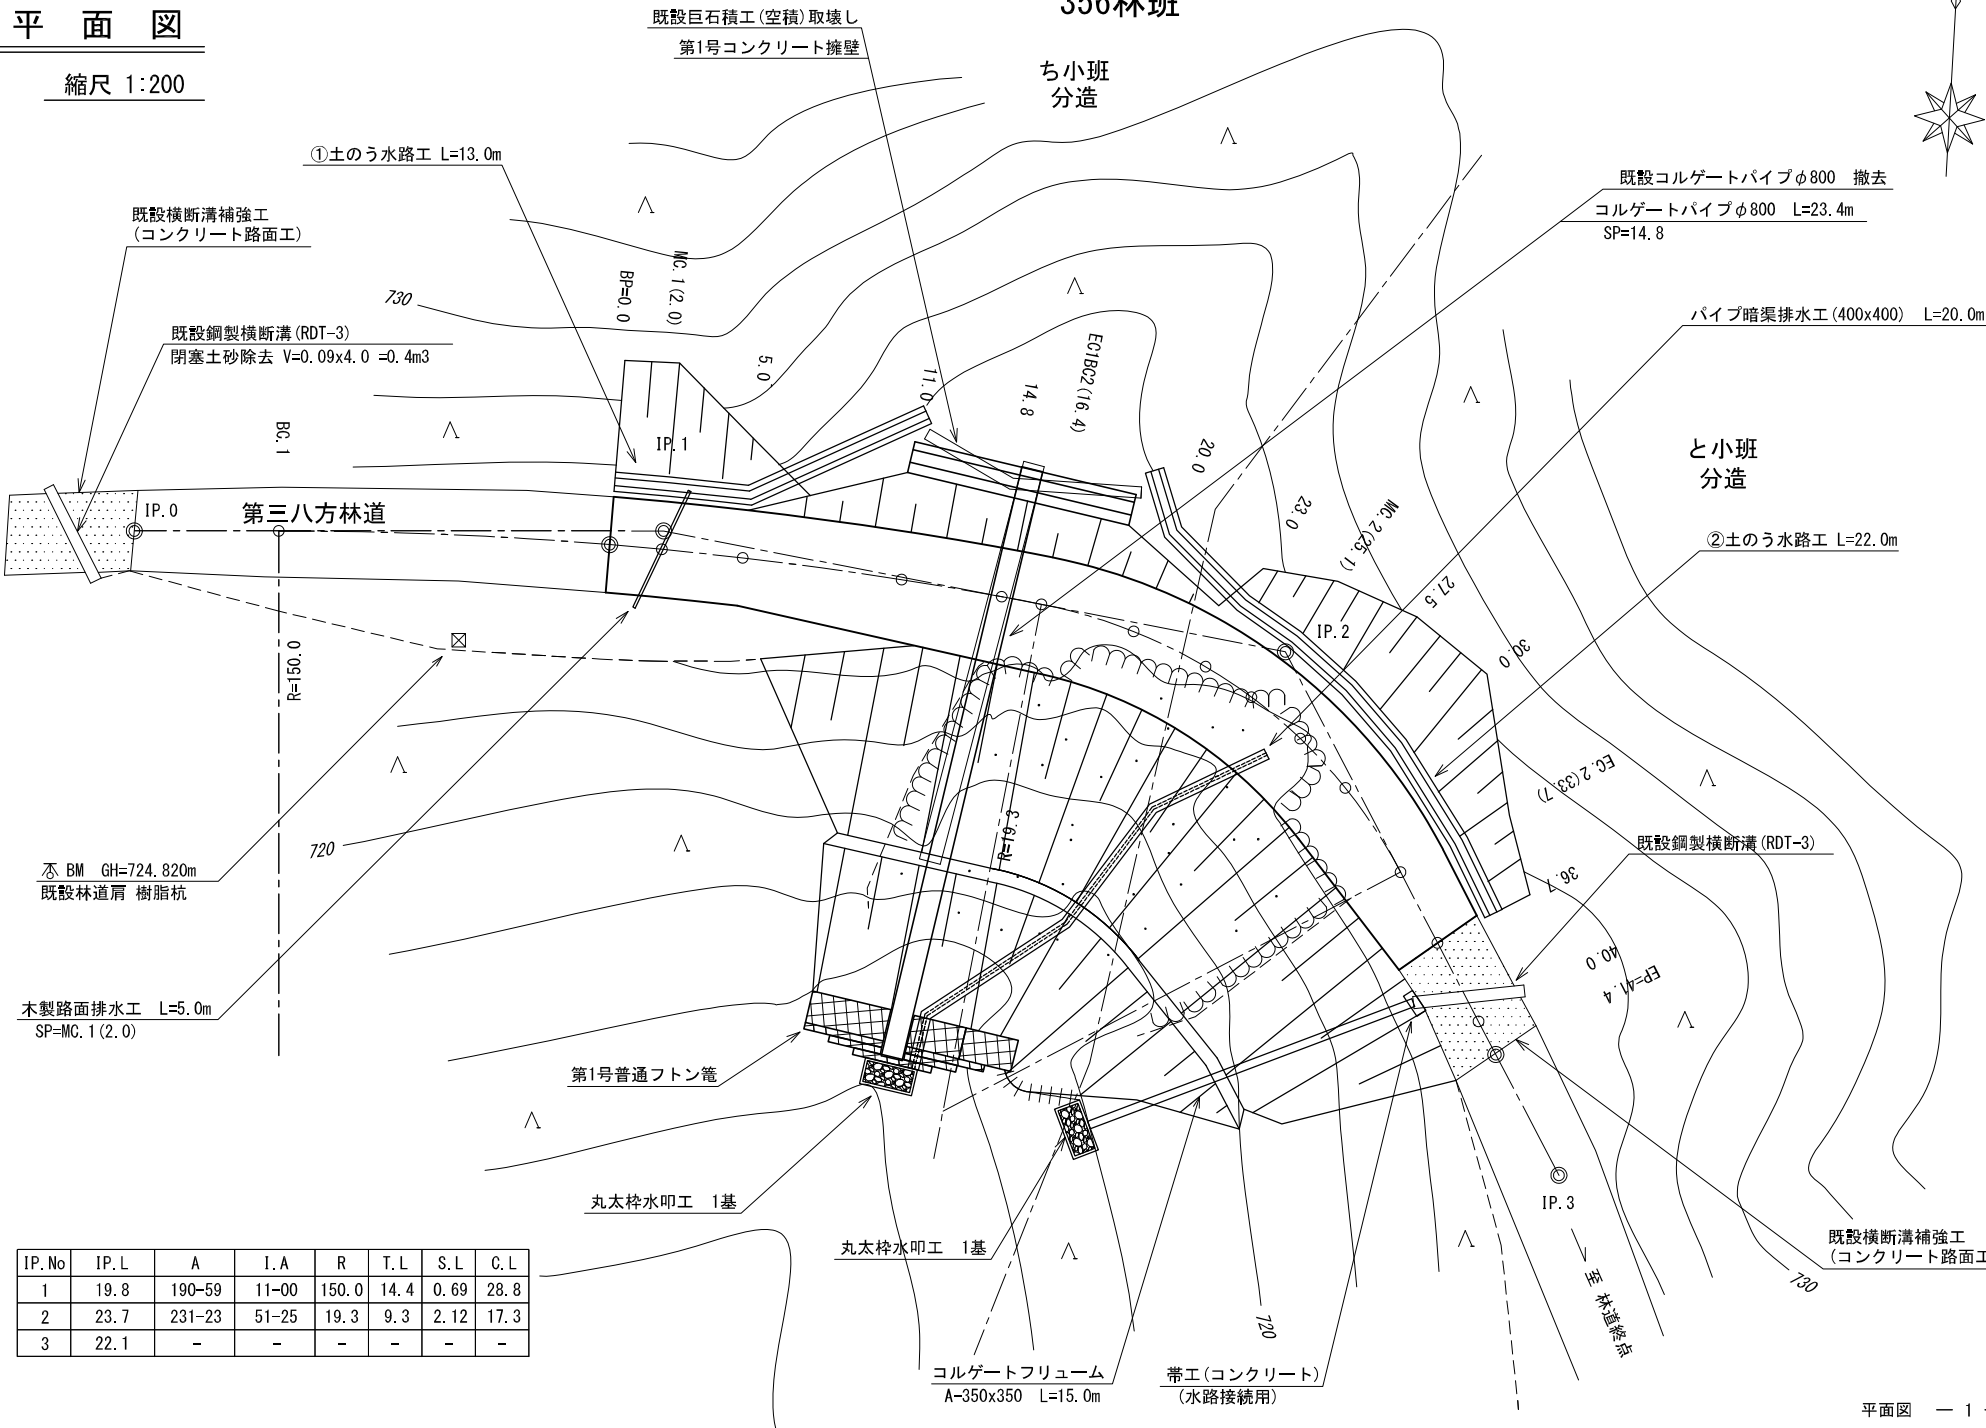 平 面 図
縮尺 1:200
既設巨石積工(空積)取壊し
第1号コンクリート擁壁
356林班
ち小班
分造
①土のう水路工 L=13.0m
既設横断溝補強工
(コンクリート路面工)
既設鋼製横断溝(RDT-3)
閉塞土砂除去 V=0.09x4.0 =0.4m3
730
BP=0.0
MC.1(2.0)
5.0
11.0
14.8
EC1BC2(16.4)
20.0
23.0
MC.2(25.1)
27.5
30.0
EC.2(33.7)
36.7
40.0
EP=41.4
既設コルゲートパイプφ800 撤去
コルゲートパイプφ800 L=23.4m
SP=14.8
パイプ暗渠排水工(400x400) L=20.0m
と小班
分造
②土のう水路工 L=22.0m
BC.1
IP.0
第三八方林道
IP.1
IP.2
R=150.0
R=19.3
720
BM GH=724.820m
既設林道肩 樹脂杭
木製路面排水工 L=5.0m
SP=MC.1(2.0)
既設鋼製横断溝(RDT-3)
第1号普通フトン篭
丸太枠水叩工 1基
丸太枠水叩工 1基
IP.3
至 林道終点
既設横断溝補強工
(コンクリート路面工
730
720
コルゲートフリューム
A-350x350 L=15.0m
帯工(コンクリート)
(水路接続用)
IP.No IP.L A I.A R T.L S.L C.L
1 19.8 190-59 11-00 150.0 14.4 0.69 28.8
2 23.7 231-23 51-25 19.3 9.3 2.12 17.3
3 22.1 - - - - - -
平面図 — 1